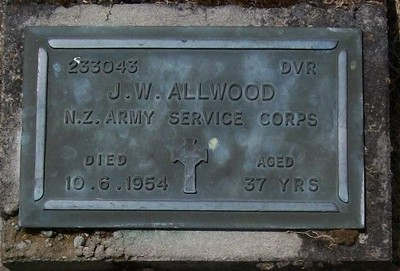 233043 DVR
J.W. ALLWOOD
N.Z. ARMY SERVICE CORPS
DIED AGED
10.6.1954 37 YRS